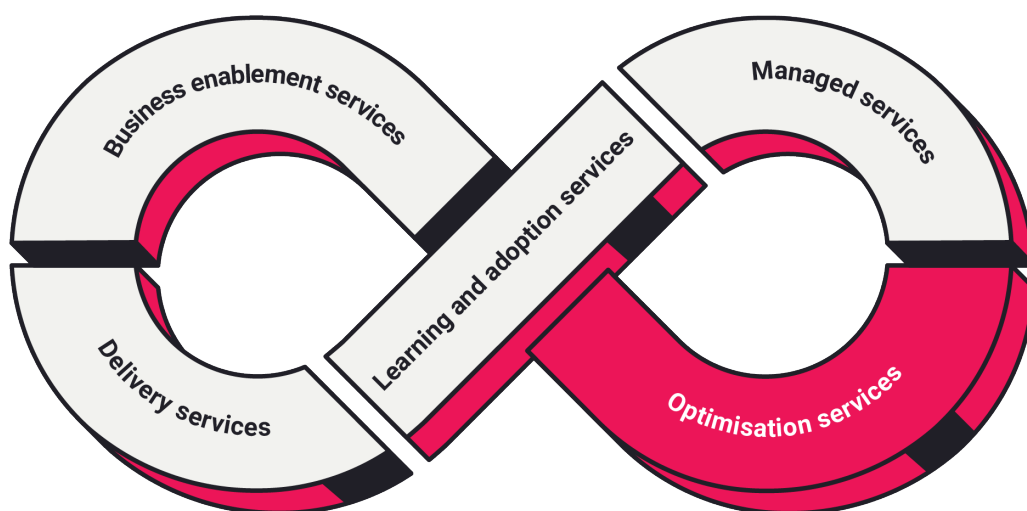 Business enablement services
Managed services
Learning and adoption services
Delivery services
Optimisation services